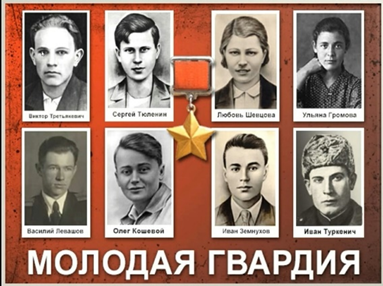 Виктор Третьякевич
Сергей Тюленин
Любовь Шевцова
Ульяна Громова
Василий Левашов
Олег Кошевой
Иван Земнухов
Иван Туркенич
МОЛОДАЯ ГВАРДИЯ